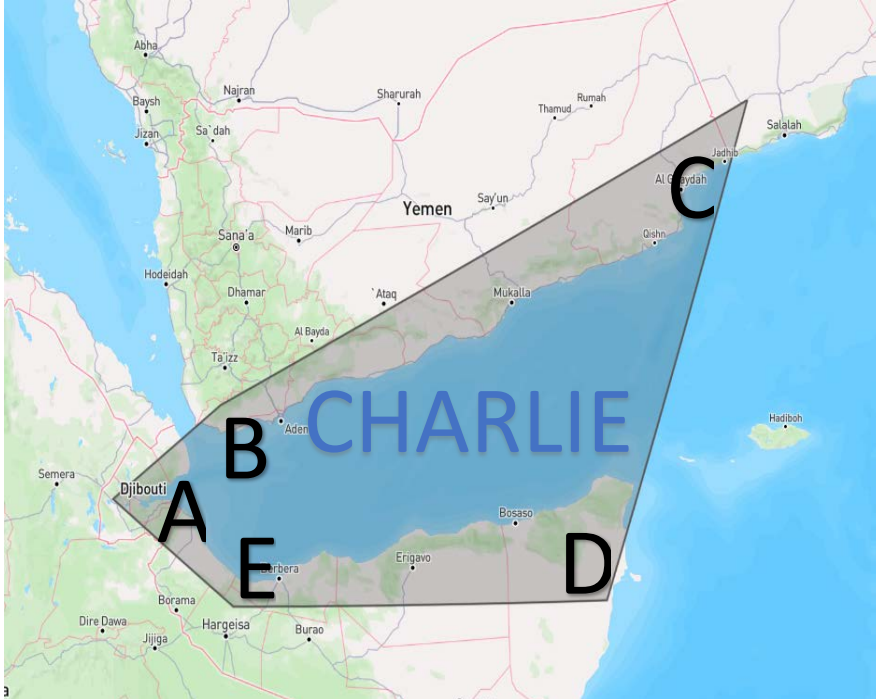 Abha
Najran
Sharurah
Baysh
Rumah
Thamud
Jizan
Sa`dah
Salalah
Jadhib
C
Al Ghaydah
Say'un
Yemen
Marib
Sana'a
Qishn
Hodeidah
Dhamar
`Ataq
Mukalla
Al Bayda
Ta'izz
CHARLIE
B
Aden
Hadiboh
Semera
Djibouti
A
Bosaso
Erigavo
D
E
Berbera
Borama
Dire Dawa
Hargeisa
Burao
Jijiga
a